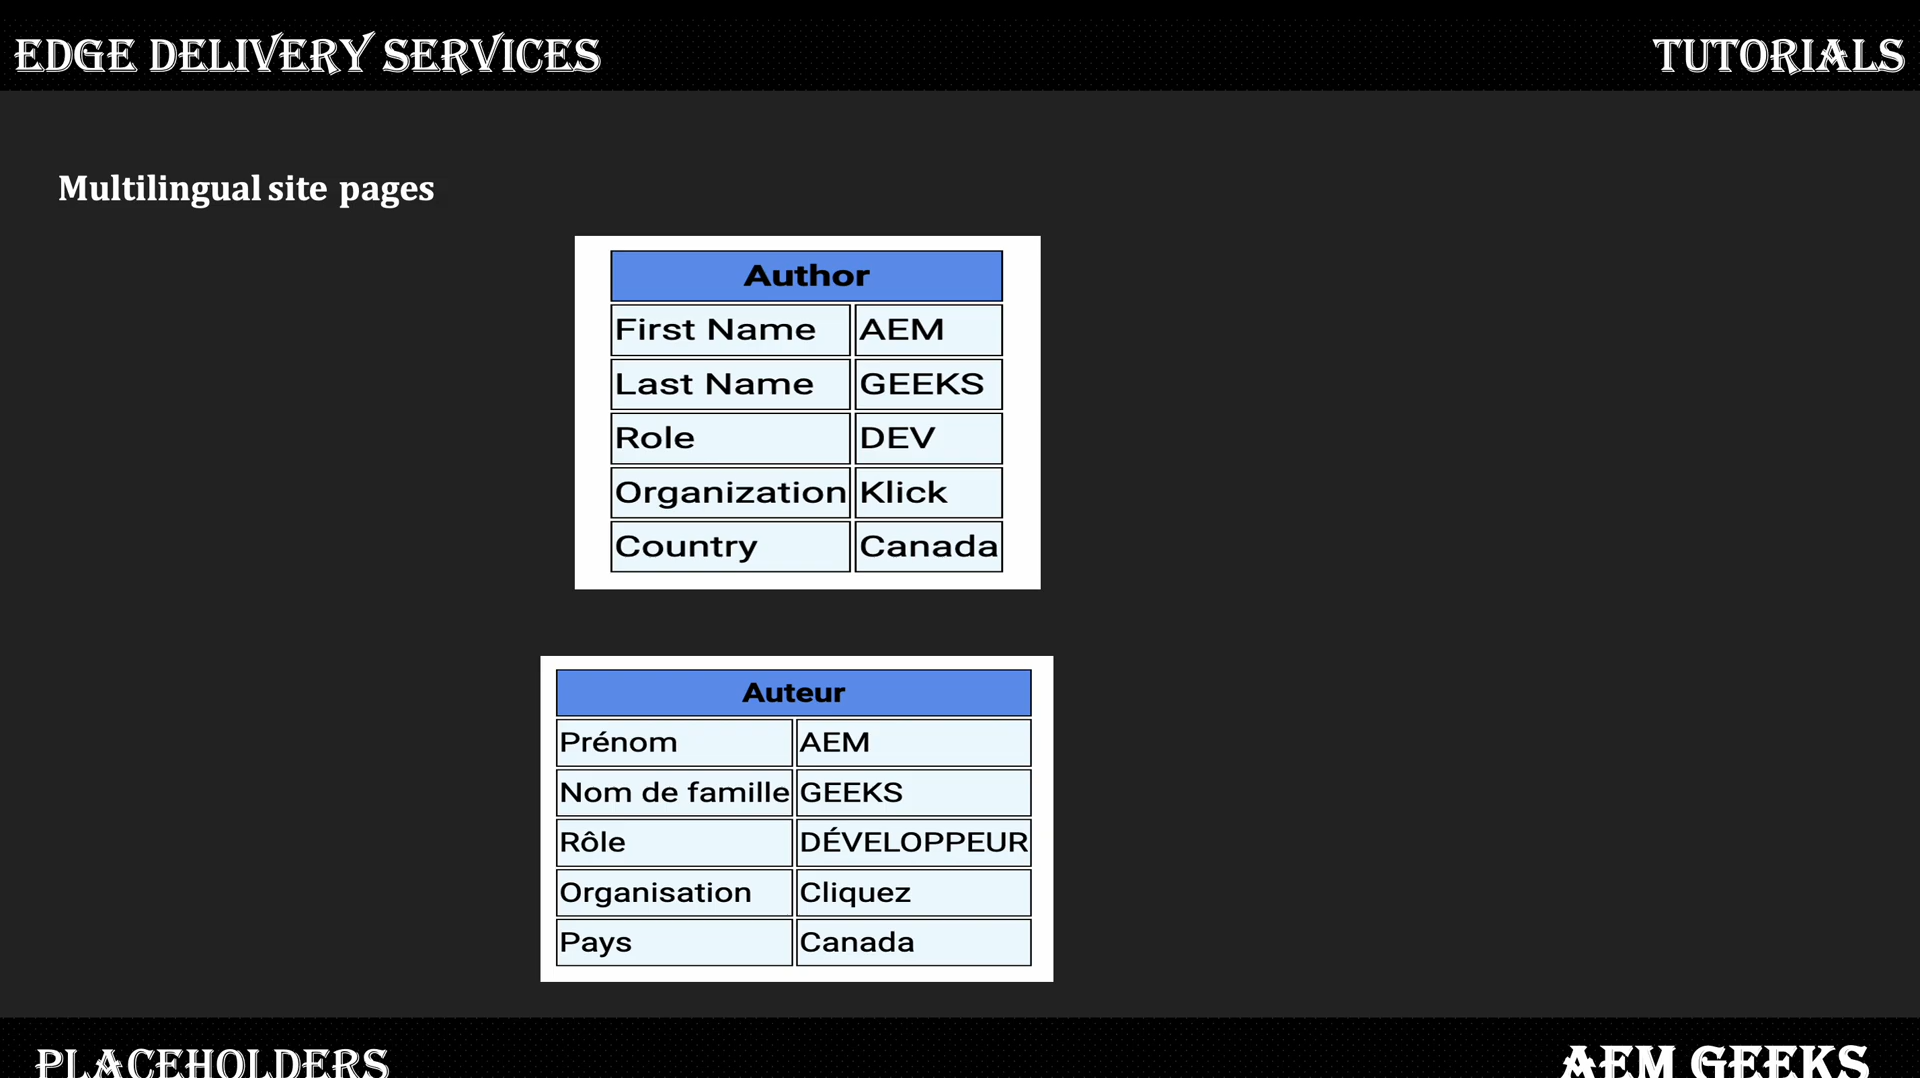 EDGE DELIVERY SERVICES
TUTORIALS
Multilingual site pages
Author
First Name AEM
Last Name GEEKS
Role DEV
Organization Klick
Country Canada
Auteur
Prénom AEM
Nom de famille GEEKS
Rôle DÉVELOPPEUR
Organisation Cliquez
Pays Canada
PLACEHOLDERS
AEM GEEKS